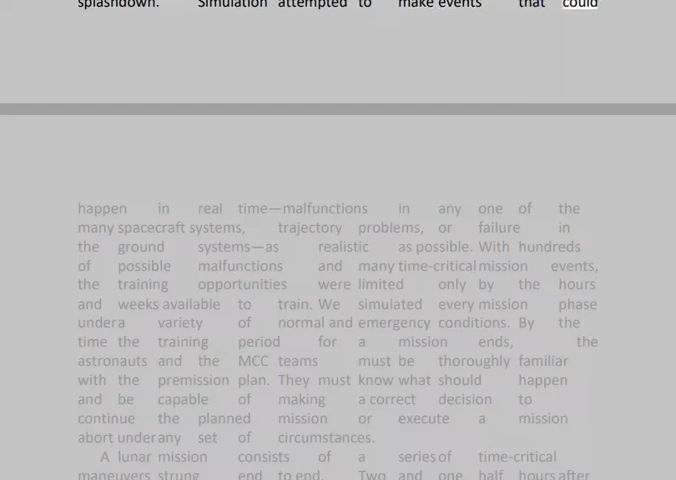 splashdown. Simulation attempted to make events that could
happen in real time—malfunctions in any one of the
many spacecraft systems, trajectory problems, or failure in
the ground systems—as realistic as possible. With hundreds
of possible malfunctions and many time-critical mission events,
the training opportunities were limited only by the hours
and weeks available to train. We simulated every mission phase
undera variety of normal and emergency conditions. By the
time the training period for a mission ends, the
astronauts and the MCC teams must be thoroughly familiar
with the premission plan. They must know what should happen
and be capable of making a correct decision to
continue the planned mission or execute a mission
abort under any set of circumstances.
A lunar mission consists of a series of time-critical
maneuvers strung end to end. Two and one half hours after